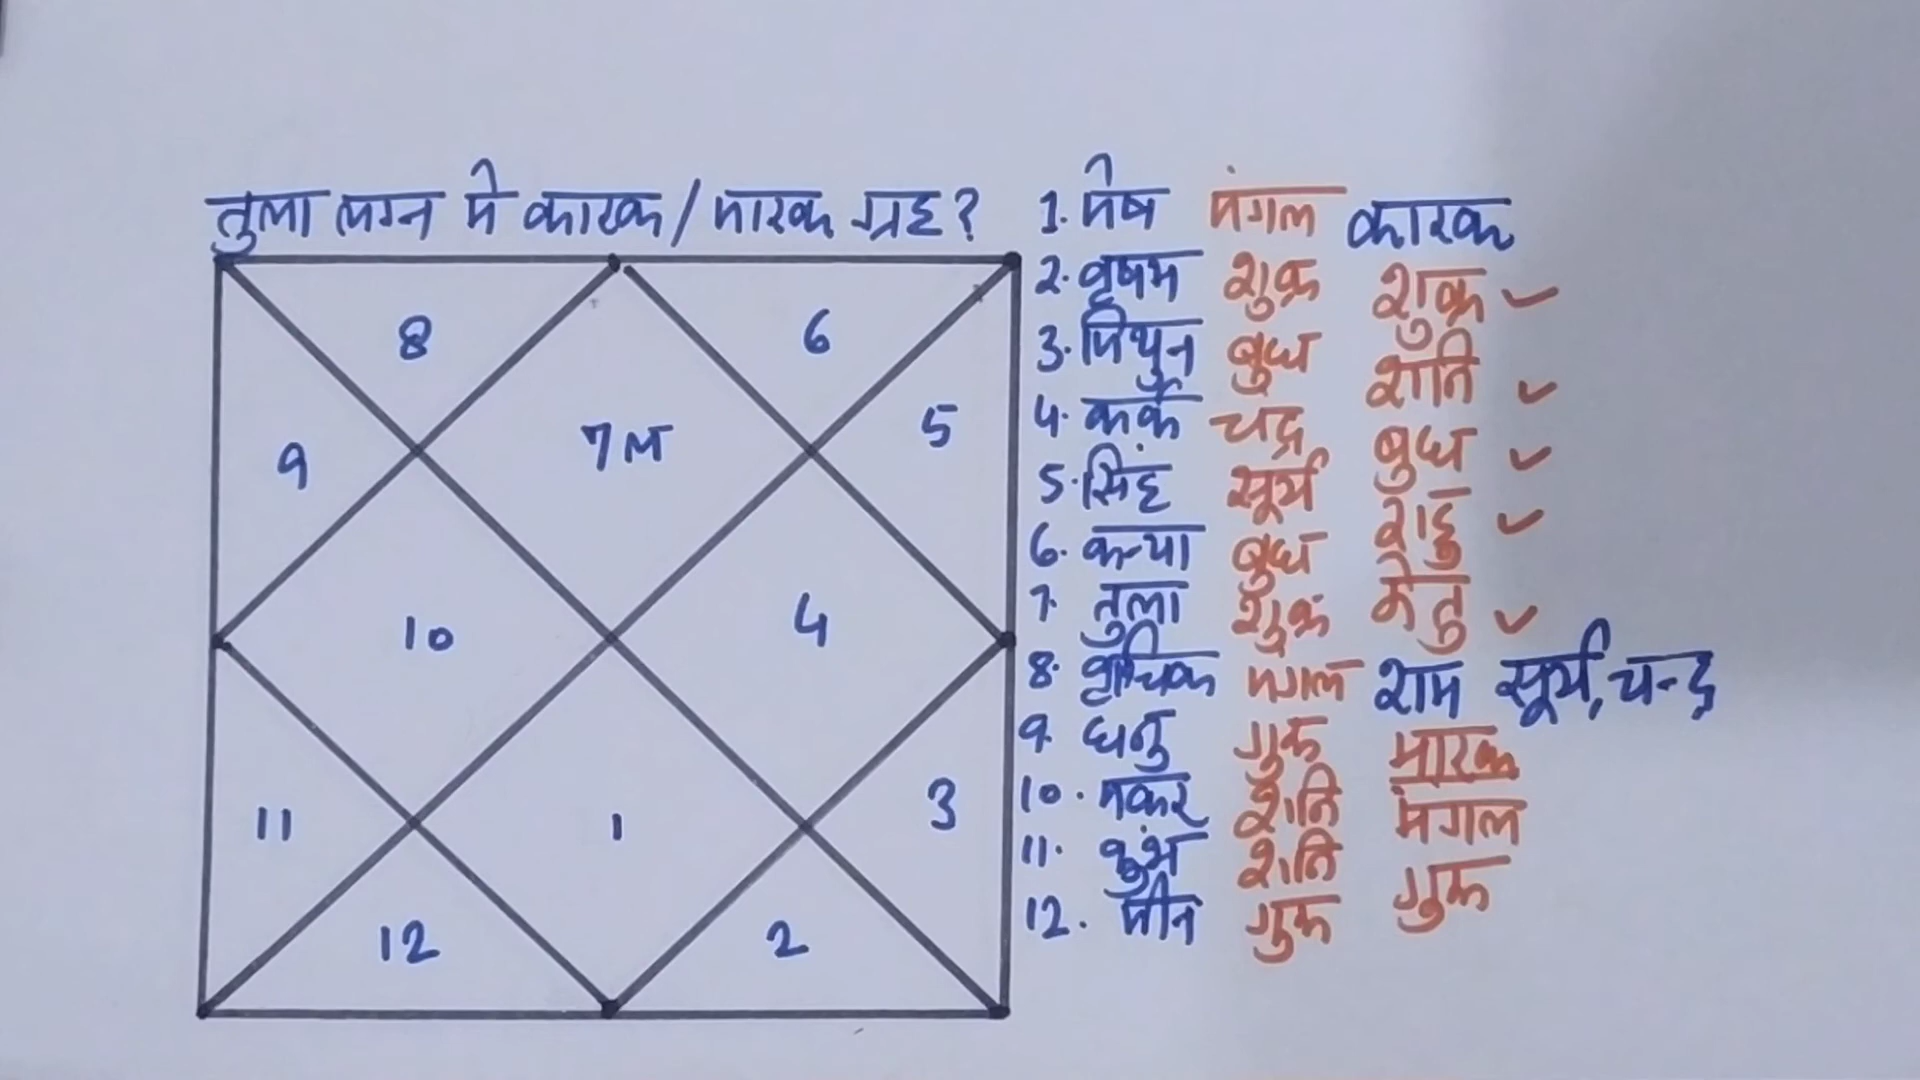 तुला लग्न मे कारक / मारक ग्रह ?
8
6
9
7 ल
5
10
4
11
1
3
12
2
1. मेष मंगल
2. वृषभ शुक्र
3. मिथुन बुध
4. कर्क चद्र
5. सिंह सूर्य
6. कन्या बुध
7. तुला शुक्र
8. वृश्चिक मंगल
9. धनु गुरू
10. मकर शनि
11. कुंभ शनि
12. मीन गुरू
कारक
शुक्र ✓
शनि ✓
बुध ✓
राहु ✓
केतु ✓
शम सूर्य, चन्द्र
मारक
मंगल
गुरू